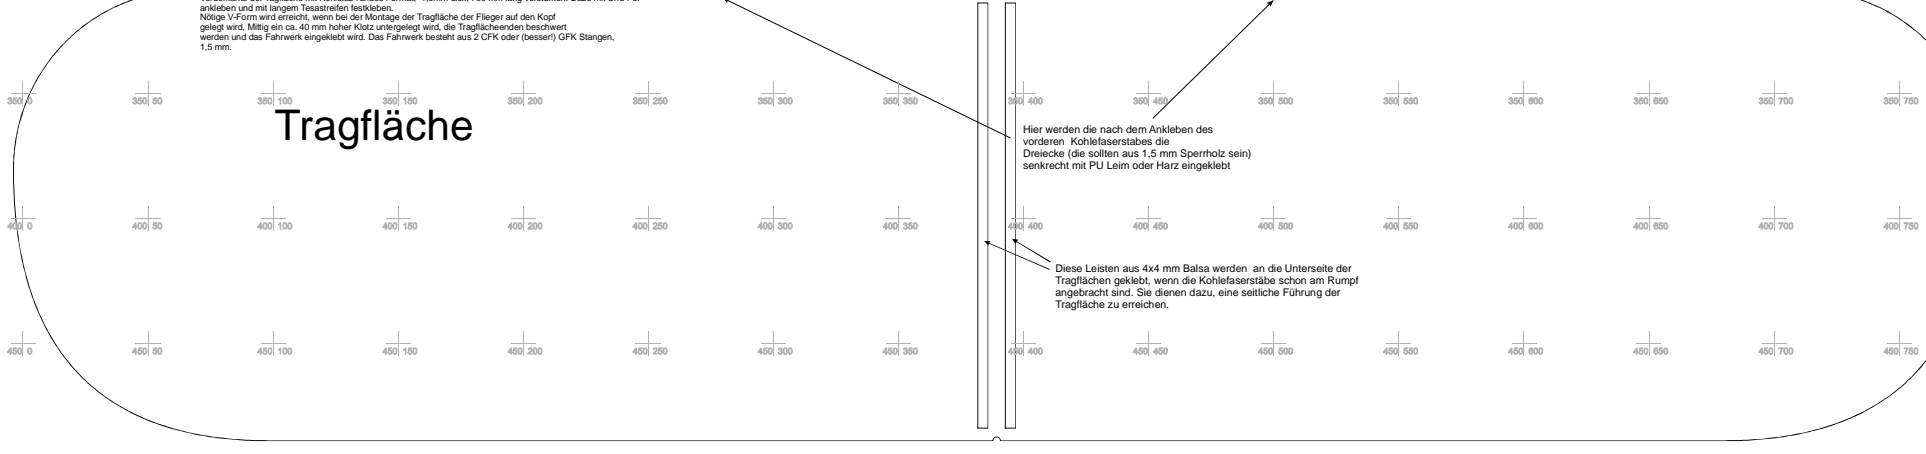 ankleben und mit langem Tesastreifen festkleben.
Nötige V-Form wird erreicht, wenn bei der Montage der Tragfläche der Flieger auf den Kopf
gelegt wird, Mittig ein ca. 40 mm hoher Klotz untergelegt wird, die Tragflächeenden beschwert
werden und das Fahrwerk eingeklebt wird. Das Fahrwerk besteht aus 2 CFK oder (besser!) GFK Stangen,
1,5 mm.
350| 0 350| 50 350| 100 350| 150 350| 200 350| 250 350| 300 350| 350 350| 400 350| 450 350| 500 350| 550 350| 600 350| 650 350| 700 350| 750
Tragfläche
Hier werden die nach dem Ankleben des
vorderen  Kohlefaserstabes die
Dreiecke (die sollten aus 1,5 mm Sperrholz sein)
senkrecht mit PU Leim oder Harz eingeklebt
400| 0 400| 50 400| 100 400| 150 400| 200 400| 250 400| 300 400| 350 400| 400 400| 450 400| 500 400| 550 400| 600 400| 650 400| 700 400| 750
Diese Leisten aus 4x4 mm Balsa werden  an die Unterseite der
Tragflächen geklebt, wenn die Kohlefaserstäbe schon am Rumpf
angebracht sind. Sie dienen dazu, eine seitliche Führung der
Tragfläche zu erreichen.
450| 0 450| 50 450| 100 450| 150 450| 200 450| 250 450| 300 450| 350 450| 400 450| 450 450| 500 450| 550 450| 600 450| 650 450| 700 450| 750